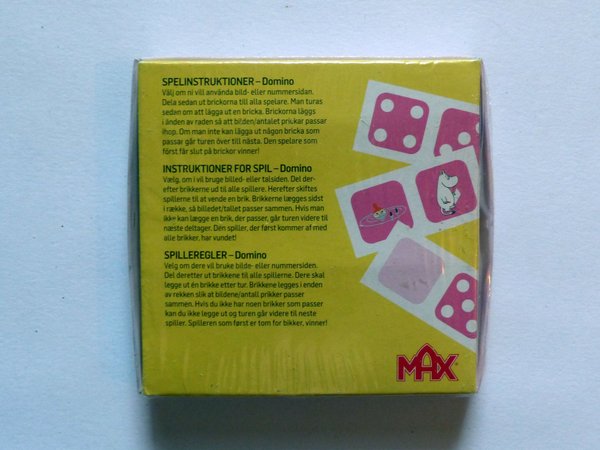 SPELINSTRUKTIONER – Domino
Välj om ni vill använda bild- eller nummersidan.
Dela sedan ut brickorna till alla spelare. Man turas
sedan om att lägga ut en bricka. Brickorna läggs
i änden av raden så att bilden/antalet prickar passar
ihop. Om man inte kan lägga ut någon bricka som
passar går turen över till nästa. Den spelare som
först får slut på brickor vinner!
INSTRUKTIONER FOR SPIL – Domino
Vælg, om i vil bruge billed- eller talsiden. Del der-
efter brikkerne ud til alle spillere. Herefter skiftes
spillerne til at vende en brik. Brikkerne lægges sidst
i række, så billedet/tallet passer sammen. Hvis man
ikke kan lægge en brik, der passer, går turen videre til
næste deltager. Den spiller, der først kommer af med
alle brikker, har vundet!
SPILLEREGLER – Domino
Velg om dere vil bruke bilde- eller nummersiden.
Del deretter ut brikkene til alle spillerne. Dere skal
legge ut én brikke etter tur. Brikkene legges i enden
av rekken slik at bildene/antall prikker passer
sammen. Hvis du ikke har noen brikker som passer
kan du ikke legge ut og turen går videre til neste
spiller. Spilleren som først er tom for bikker, vinner!
MAX